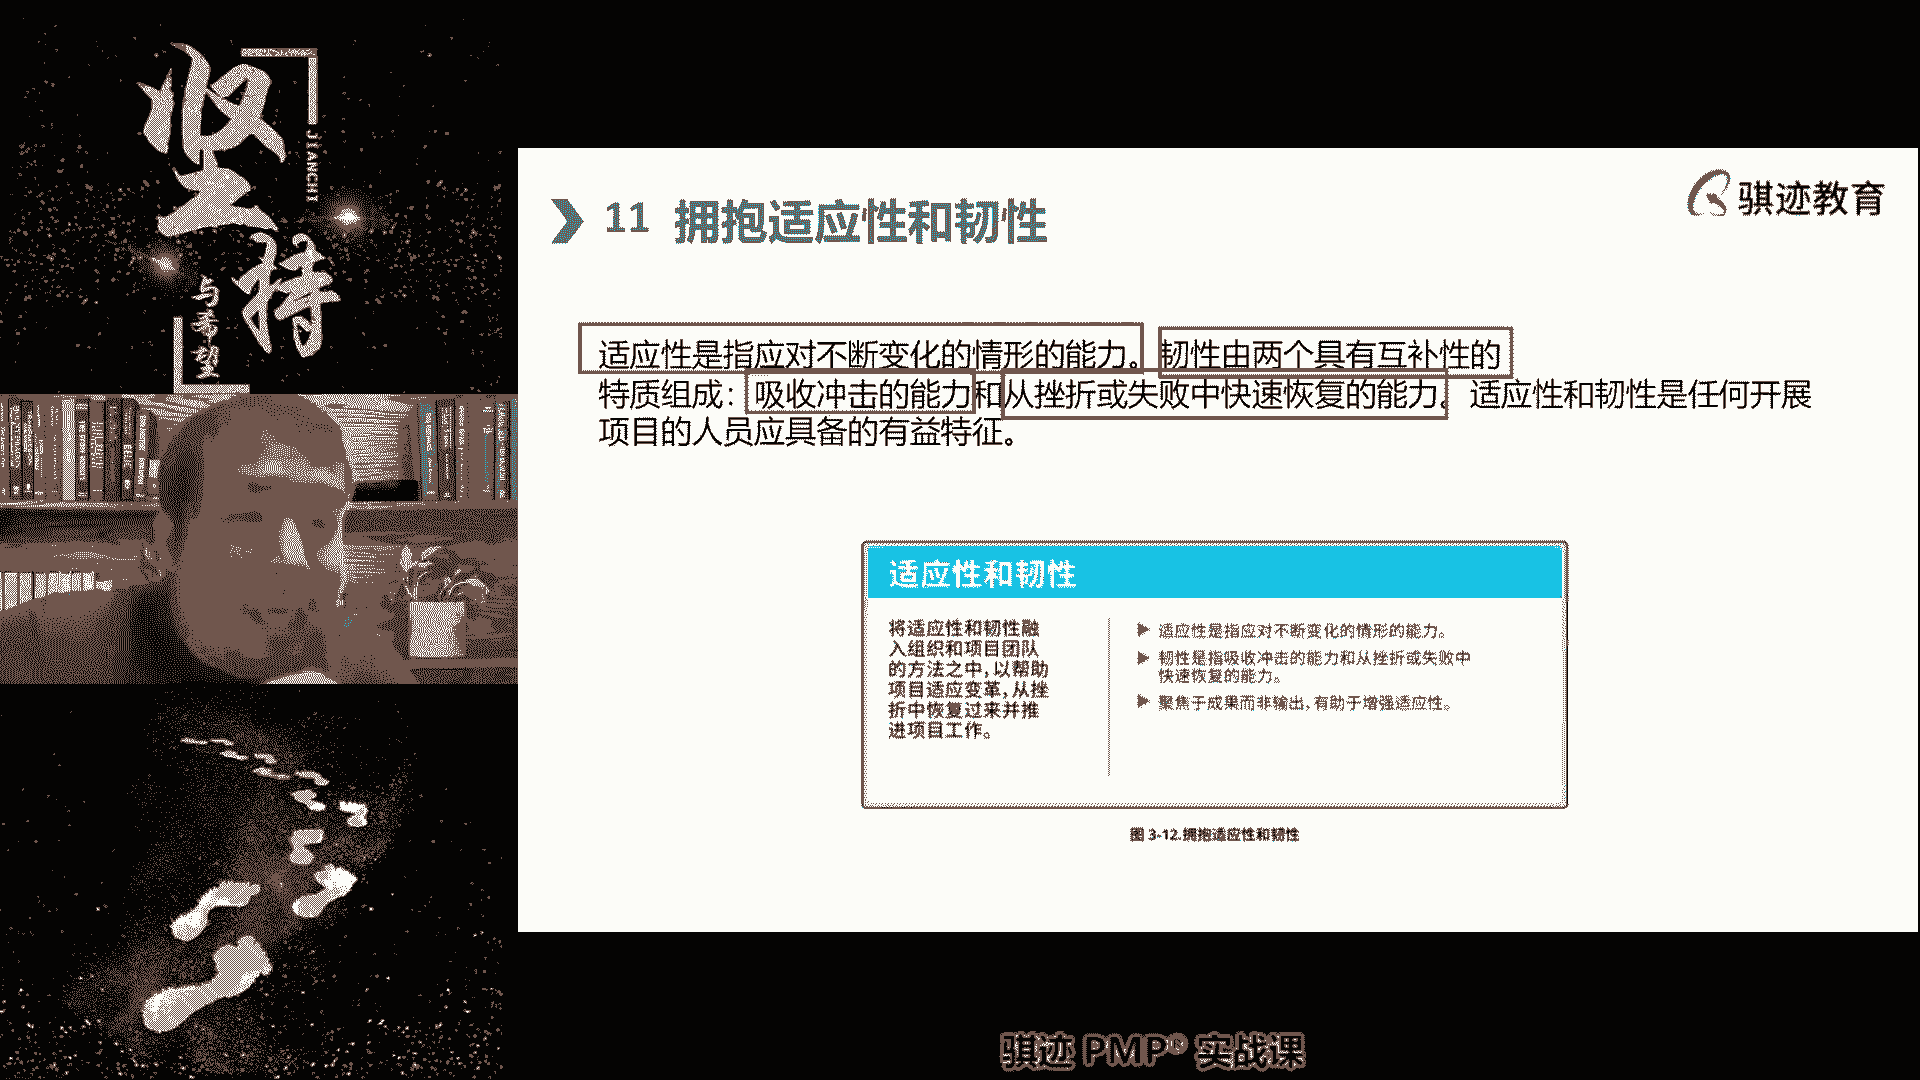 坚持
JIANCHI
与希望
11 拥抱适应性和韧性
骐迹教育
适应性是指应对不断变化的情形的能力。 韧性由两个具有互补性的
特质组成：吸收冲击的能力和从挫折或失败中快速恢复的能力。 适应性和韧性是任何开展
项目的人员应具备的有益特征。
适应性和韧性
将适应性和韧性融
入组织和项目团队
的方法之中，以帮助
项目适应变革，从挫
折中恢复过来并推
进项目工作。
▶ 适应性是指应对不断变化的情形的能力。
▶ 韧性是指吸收冲击的能力和从挫折或失败中
快速恢复的能力。
▶ 聚焦于成果而非输出，有助于增强适应性。
图 3-12.拥抱适应性和韧性
骐迹 PMP® 实战课